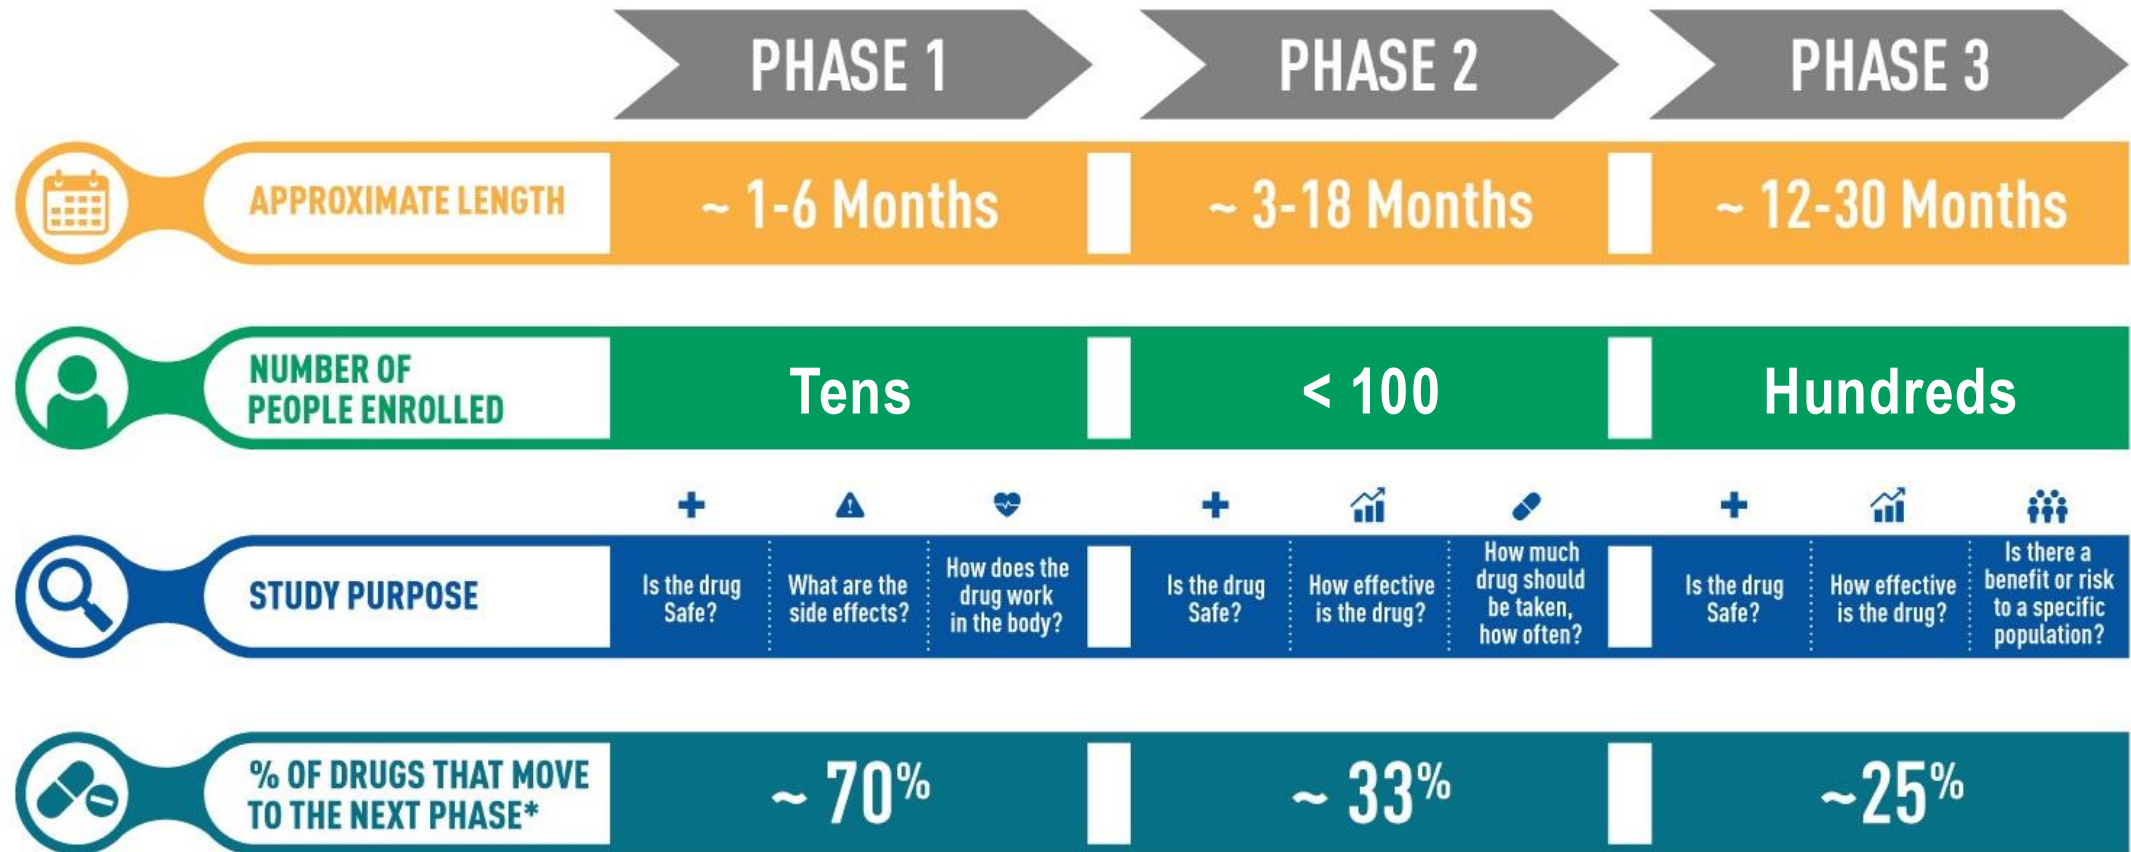 PHASE 1
PHASE 2
PHASE 3
APPROXIMATE LENGTH
~ 1-6 Months
~ 3-18 Months
~ 12-30 Months
NUMBER OF
PEOPLE ENROLLED
Tens
< 100
Hundreds
STUDY PURPOSE
Is the drug
Safe?
What are the
side effects?
How does the
drug work
in the body?
Is the drug
Safe?
How effective
is the drug?
How much
drug should
be taken,
how often?
Is the drug
Safe?
How effective
is the drug?
Is there a
benefit or risk
to a specific
population?
% OF DRUGS THAT MOVE
TO THE NEXT PHASE*
~ 70%
~ 33%
~25%